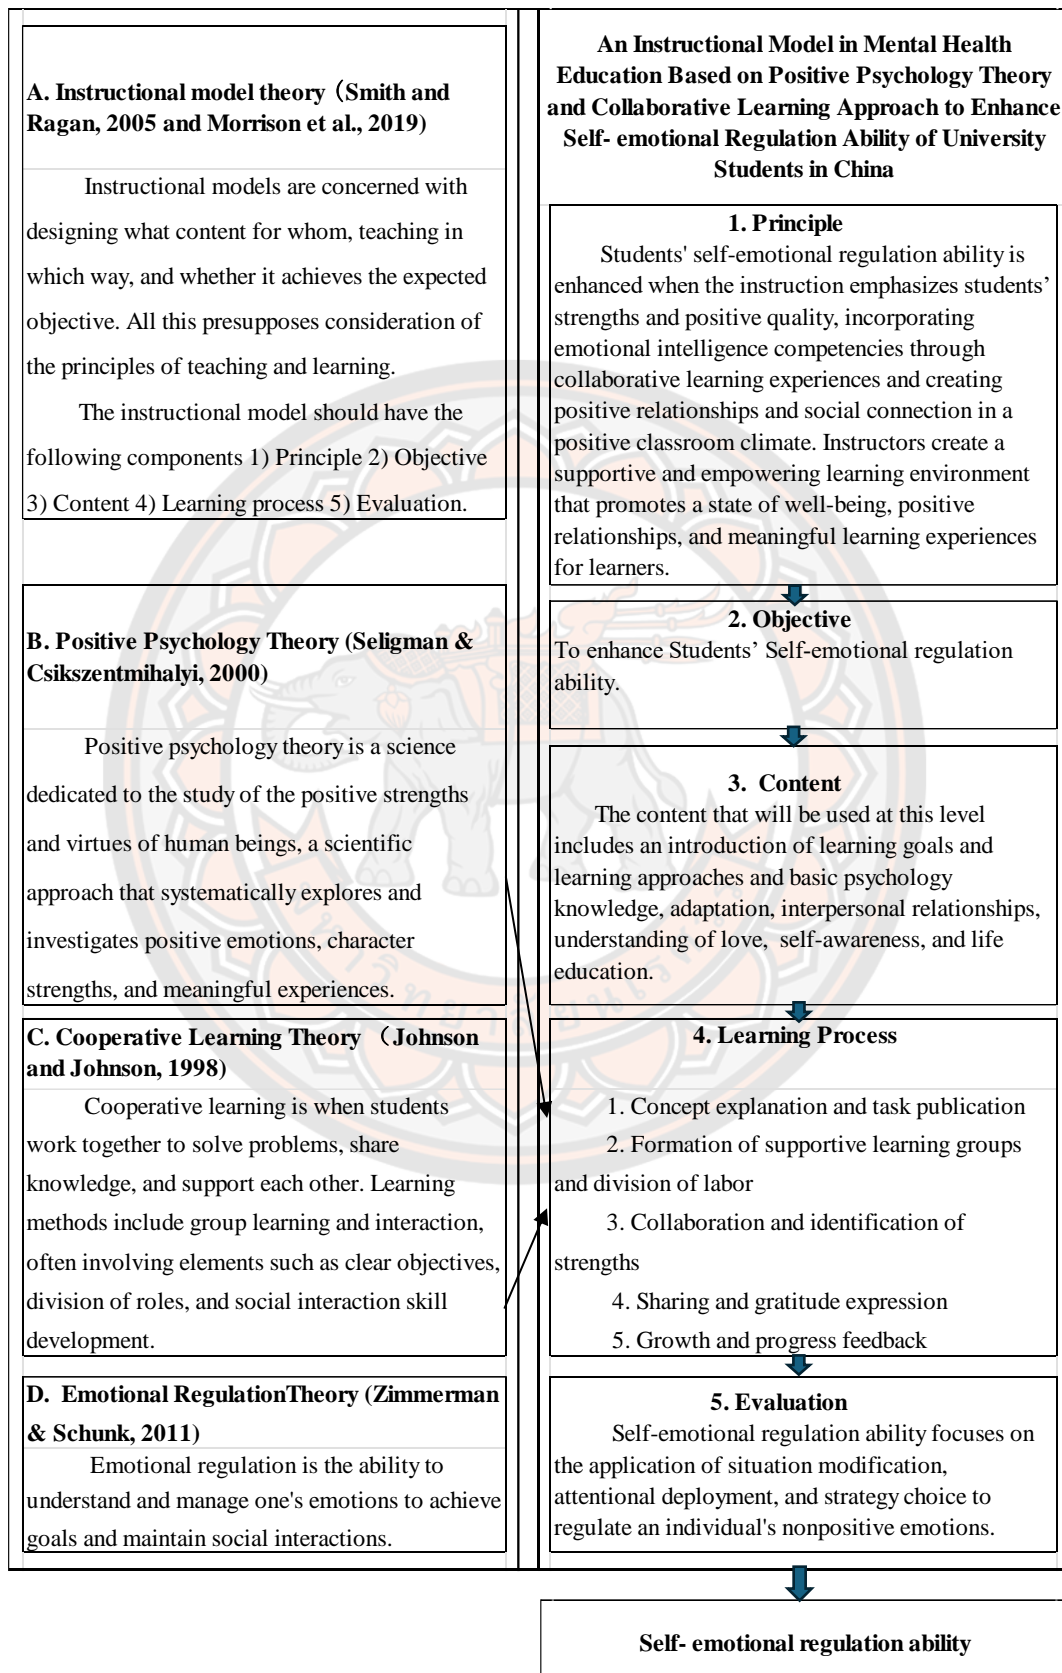 A. Instructional model theory（Smith and
Ragan, 2005 and Morrison et al., 2019)
Instructional models are concerned with
designing what content for whom, teaching in
which way, and whether it achieves the expected
objective. All this presupposes consideration of
the principles of teaching and learning.
The instructional model should have the
following components 1) Principle 2) Objective
3) Content 4) Learning process 5) Evaluation.
B. Positive Psychology Theory (Seligman &
Csikszentmihalyi, 2000)
Positive psychology theory is a science
dedicated to the study of the positive strengths
and virtues of human beings, a scientific
approach that systematically explores and
investigates positive emotions, character
strengths, and meaningful experiences.
C. Cooperative Learning Theory （Johnson
and Johnson, 1998)
Cooperative learning is when students
work together to solve problems, share
knowledge, and support each other. Learning
methods include group learning and interaction,
often involving elements such as clear objectives,
division of roles, and social interaction skill
development.
D. Emotional RegulationTheory (Zimmerman
& Schunk, 2011)
Emotional regulation is the ability to
understand and manage one's emotions to achieve
goals and maintain social interactions.
An Instructional Model in Mental Health
Education Based on Positive Psychology Theory
and Collaborative Learning Approach to Enhance
Self- emotional Regulation Ability of University
Students in China
1. Principle
Students' self-emotional regulation ability is
enhanced when the instruction emphasizes students’
strengths and positive quality, incorporating
emotional intelligence competencies through
collaborative learning experiences and creating
positive relationships and social connection in a
positive classroom climate. Instructors create a
supportive and empowering learning environment
that promotes a state of well-being, positive
relationships, and meaningful learning experiences
for learners.
2. Objective
To enhance Students’ Self-emotional regulation
ability.
3. Content
The content that will be used at this level
includes an introduction of learning goals and
learning approaches and basic psychology
knowledge, adaptation, interpersonal relationships,
understanding of love, self-awareness, and life
education.
4. Learning Process
1. Concept explanation and task publication
2. Formation of supportive learning groups
and division of labor
3. Collaboration and identification of
strengths
4. Sharing and gratitude expression
5. Growth and progress feedback
5. Evaluation
Self-emotional regulation ability focuses on
the application of situation modification,
attentional deployment, and strategy choice to
regulate an individual's nonpositive emotions.
Self- emotional regulation ability